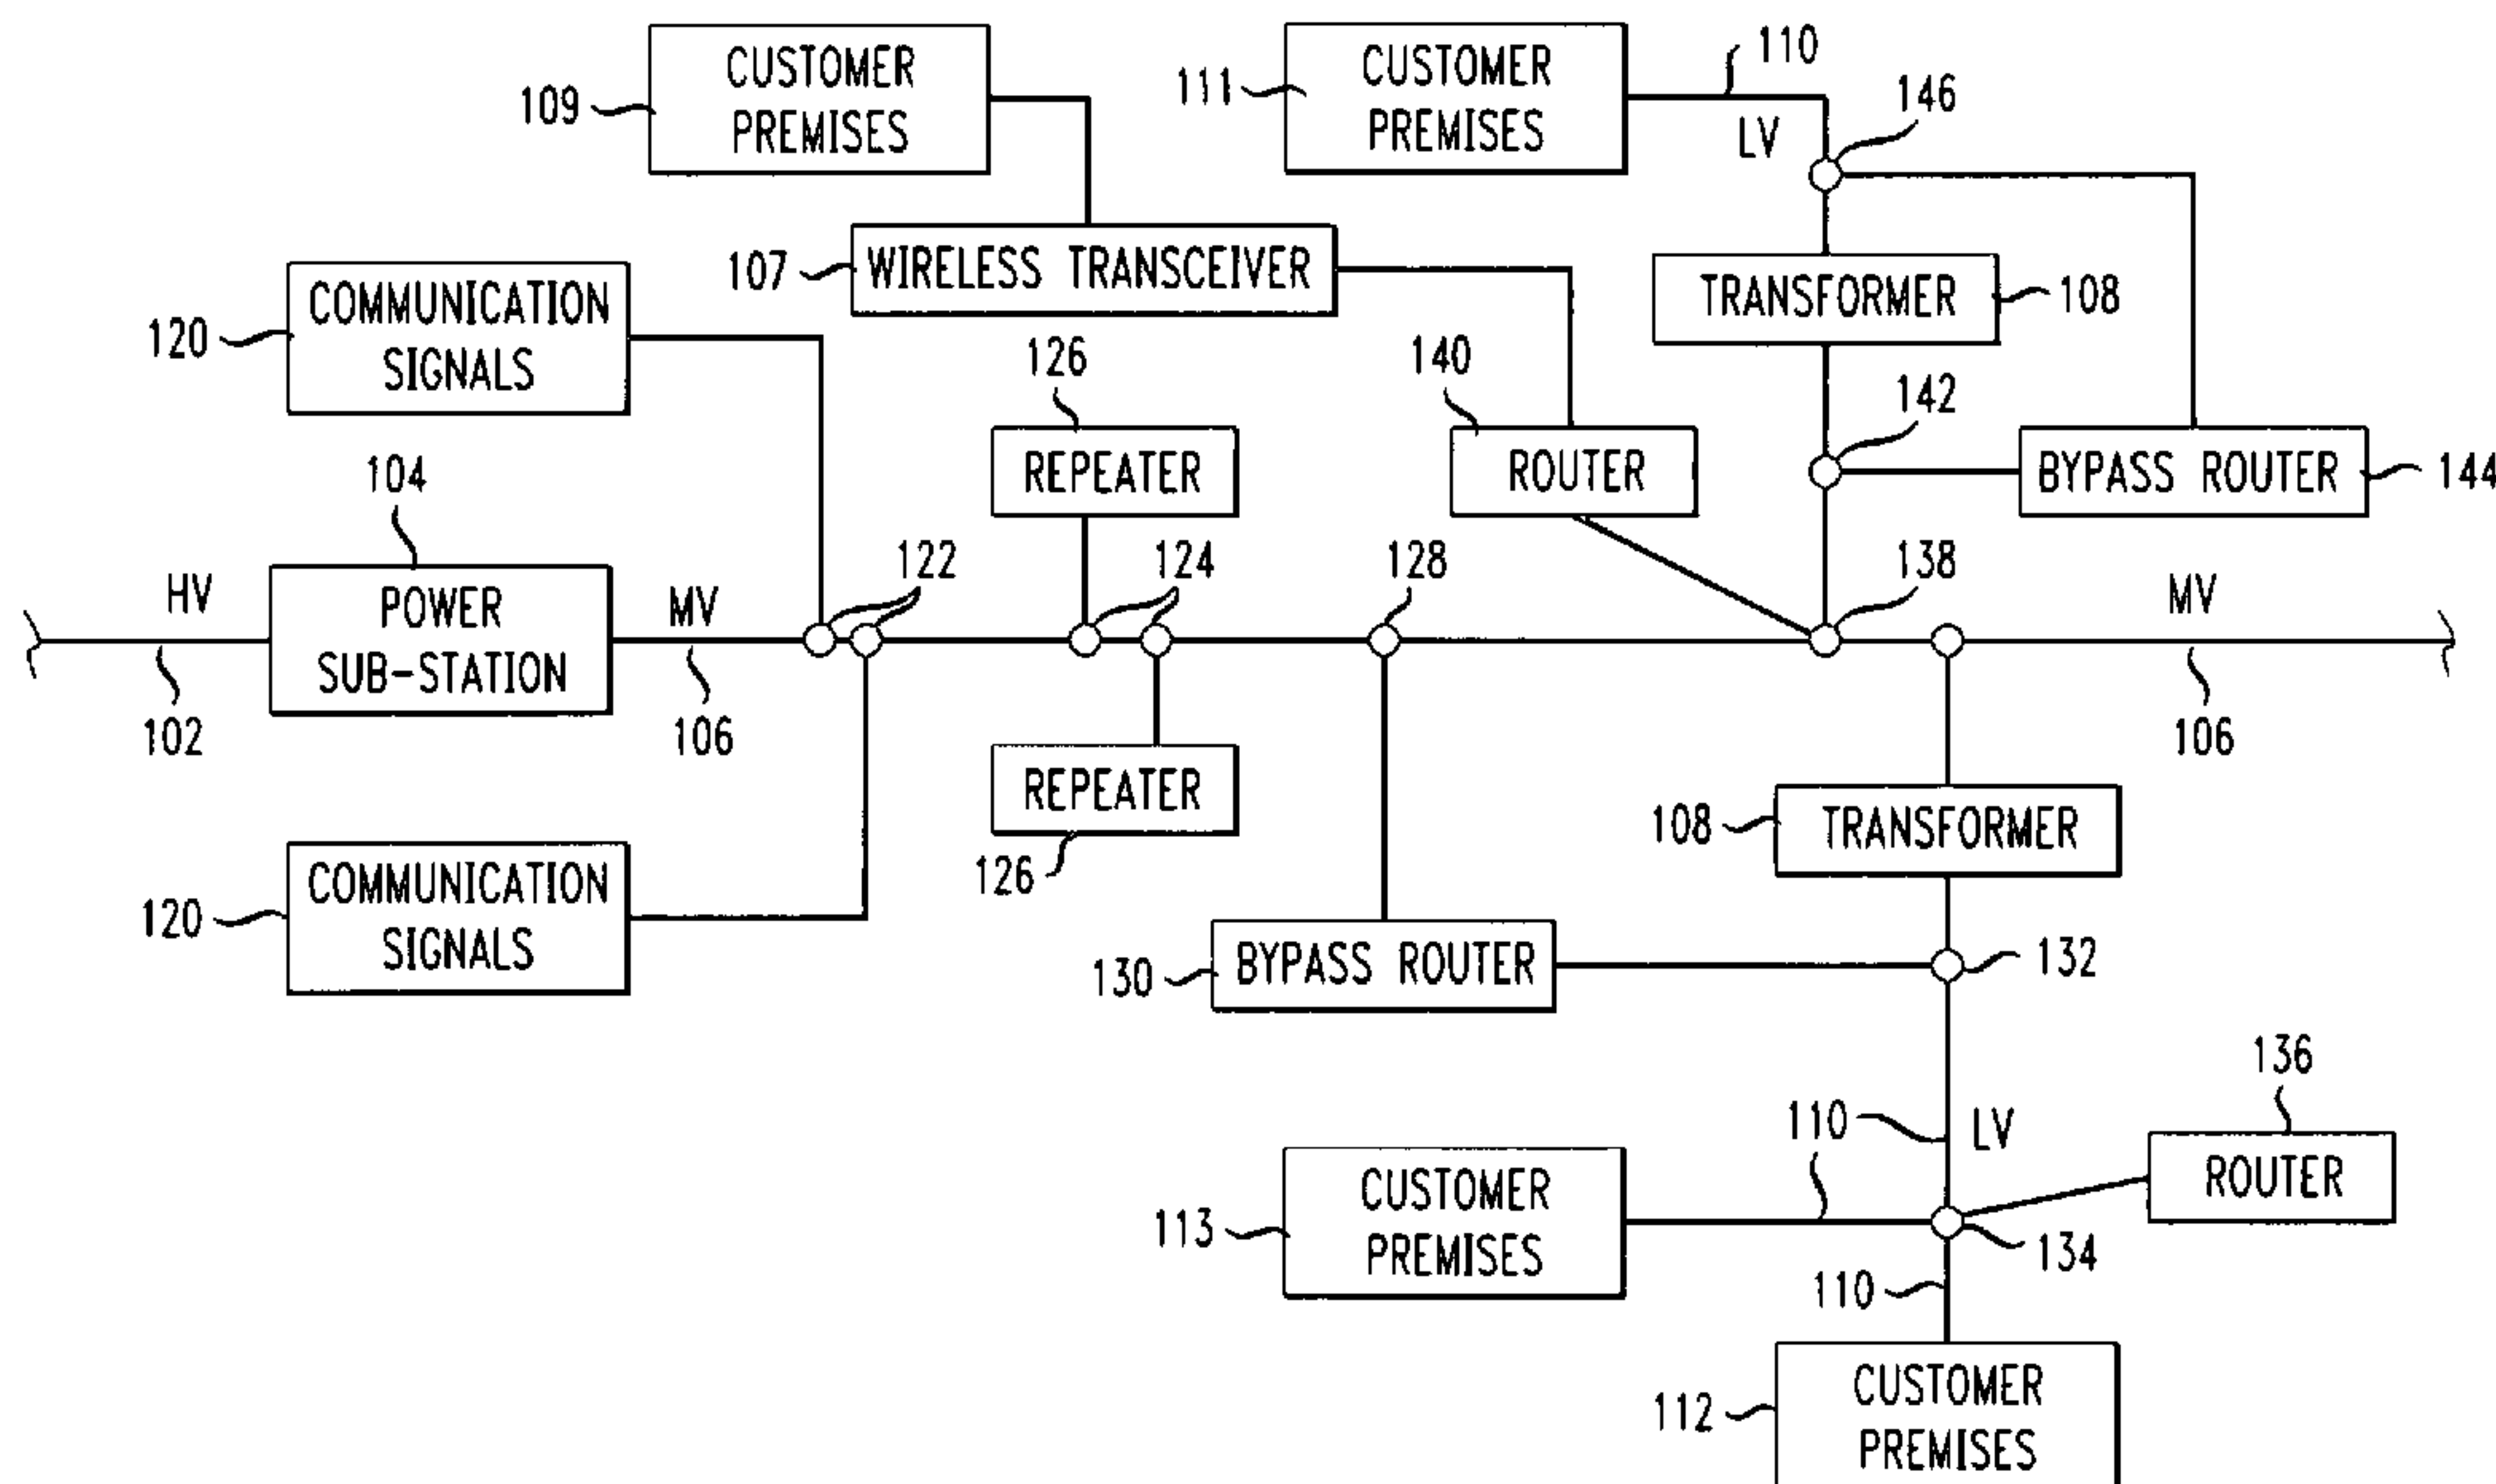 CUSTOMER
PREMISES
109
CUSTOMER
PREMISES
111
110
LV
146
WIRELESS TRANSCEIVER
107
TRANSFORMER
108
COMMUNICATION
SIGNALS
120
126
REPEATER
140
ROUTER
142
BYPASS ROUTER
144
104
HV
POWER
SUB-STATION
102
MV
106
122
124
128
138
MV
106
REPEATER
126
TRANSFORMER
108
COMMUNICATION
SIGNALS
120
BYPASS ROUTER
130
132
136
ROUTER
110
LV
CUSTOMER
PREMISES
113
134
110
CUSTOMER
PREMISES
112